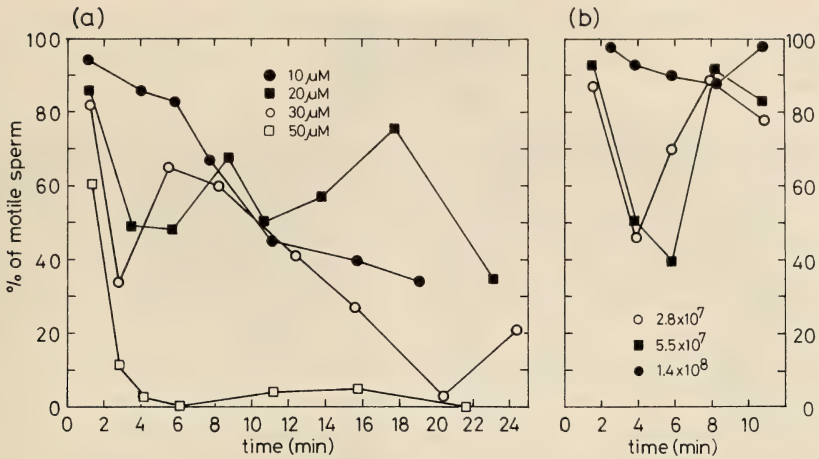 (a)
(b)
100
80
60
40
20
0
% of motile sperm
10 µM
20 µM
30 µM
50 µM
0 2 4 6 8 10 12 14 16 18 20 22 24
time (min)
100
80
60
40
20
0
2.8x10⁷
5.5x10⁷
1.4x10⁸
0 2 4 6 8 10 12
time (min)